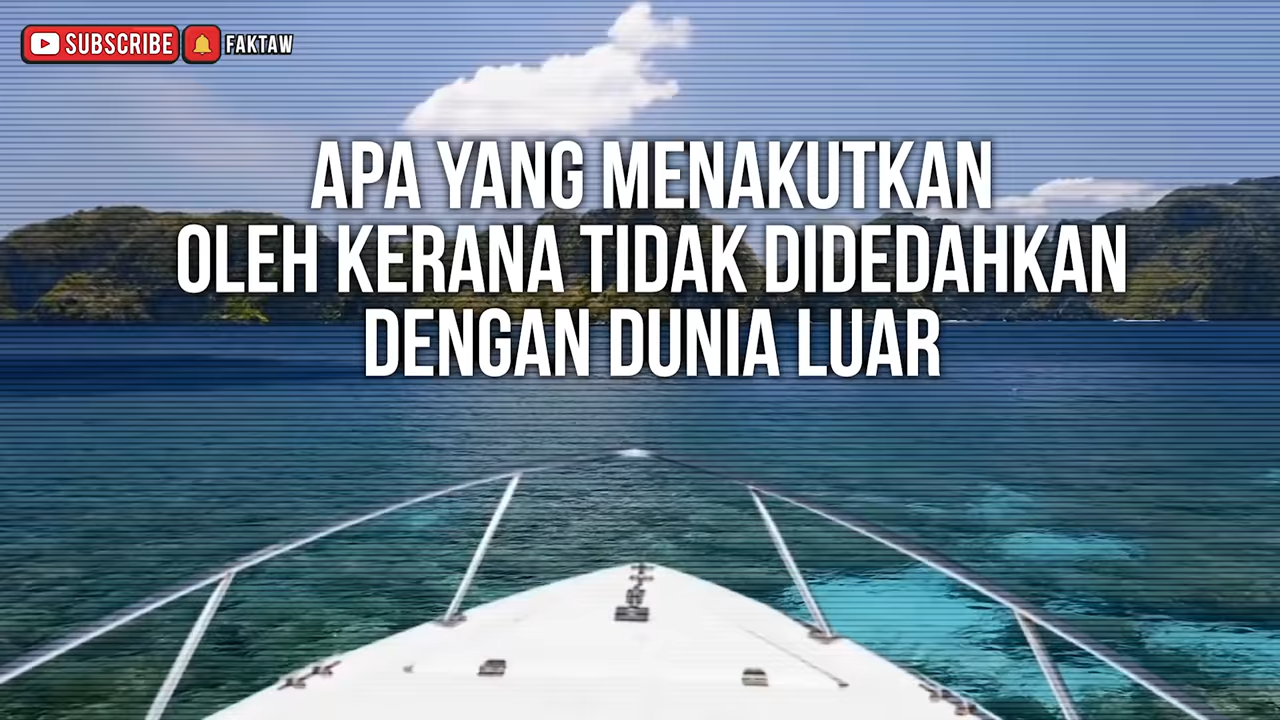 SUBSCRIBE FAKTAW
APA YANG MENAKUTKAN
OLEH KERANA TIDAK DIDEDAHKAN
DENGAN DUNIA LUAR